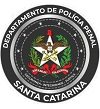 DEPARTAMENTO DE POLÍCIA PENAL
SANTA CATARINA